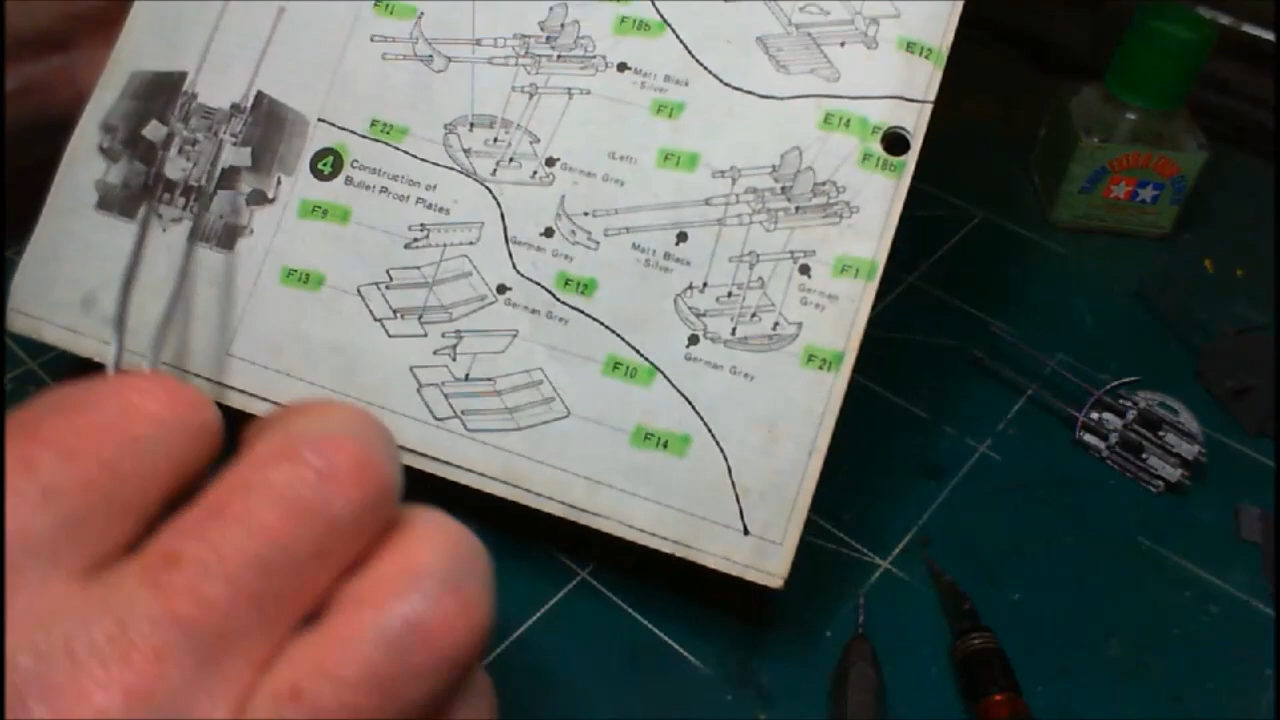 F11
F18b
E12
Matt Black
-Silver
F1
F22
E14
(Left)
F1
F18b
German Grey
4
Construction of
Bullet Proof Plates
F9
German Grey
Matt Black
-Silver
F1
German
Grey
F13
F12
German Grey
German Grey
F21
F10
F14